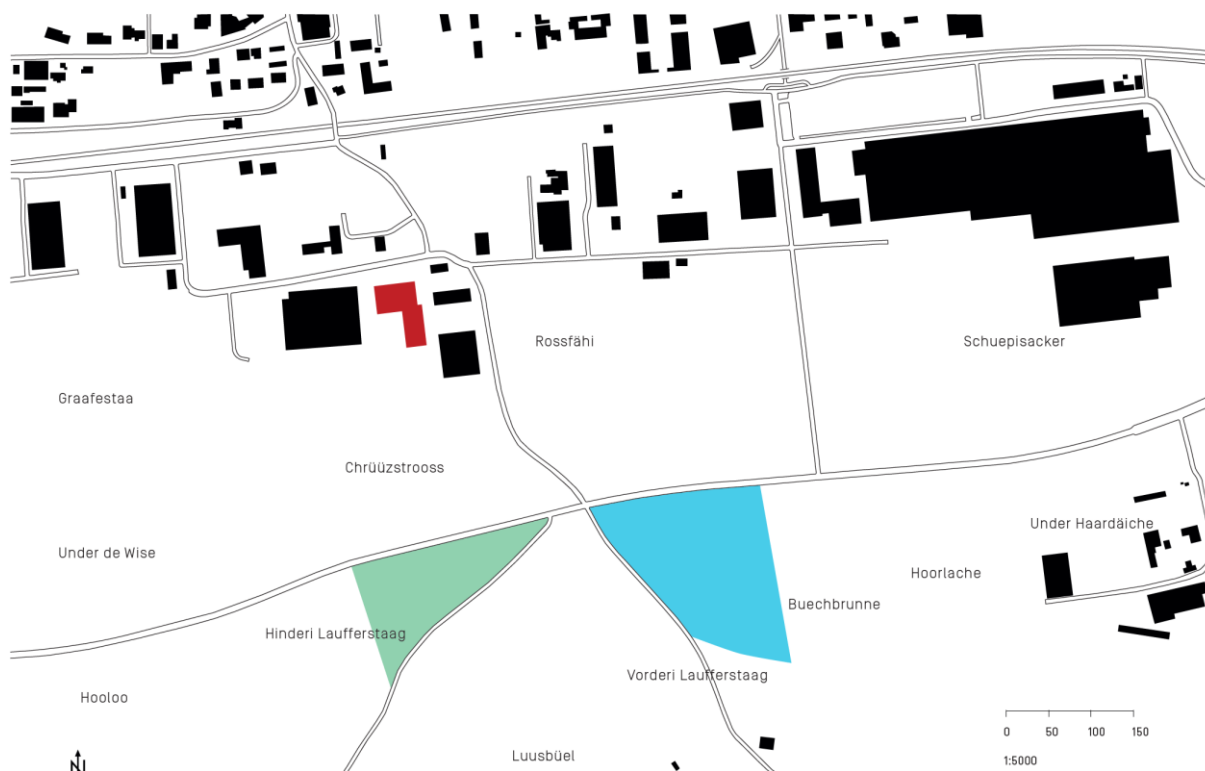 Rossfähi
Schuepisacker
Graafestaa
Chrüüzstrooss
Under Haardäiche
Under de Wise
Hoorlache
Buechbrunne
Hinderi Laufferstaag
Vorderi Laufferstaag
Hooloo
Luusbüel
0 50 100 150
1:5000
N